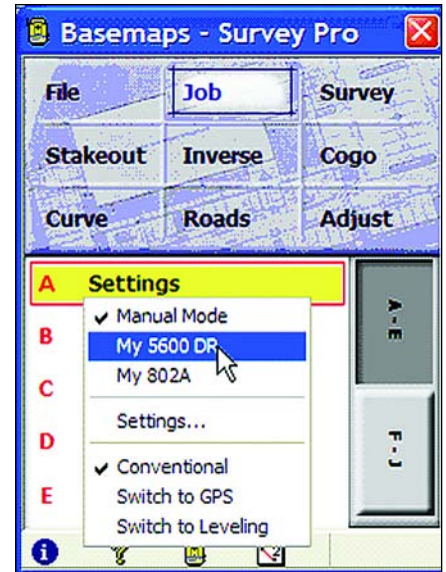 Basemaps - Survey Pro
File Job Survey
Stakeout Inverse Cogo
Curve Roads Adjust
A Settings
Manual Mode
B My 5600 DR
C My 802A
Settings...
D Conventional
E Switch to GPS
Switch to Leveling
A - E
F - J